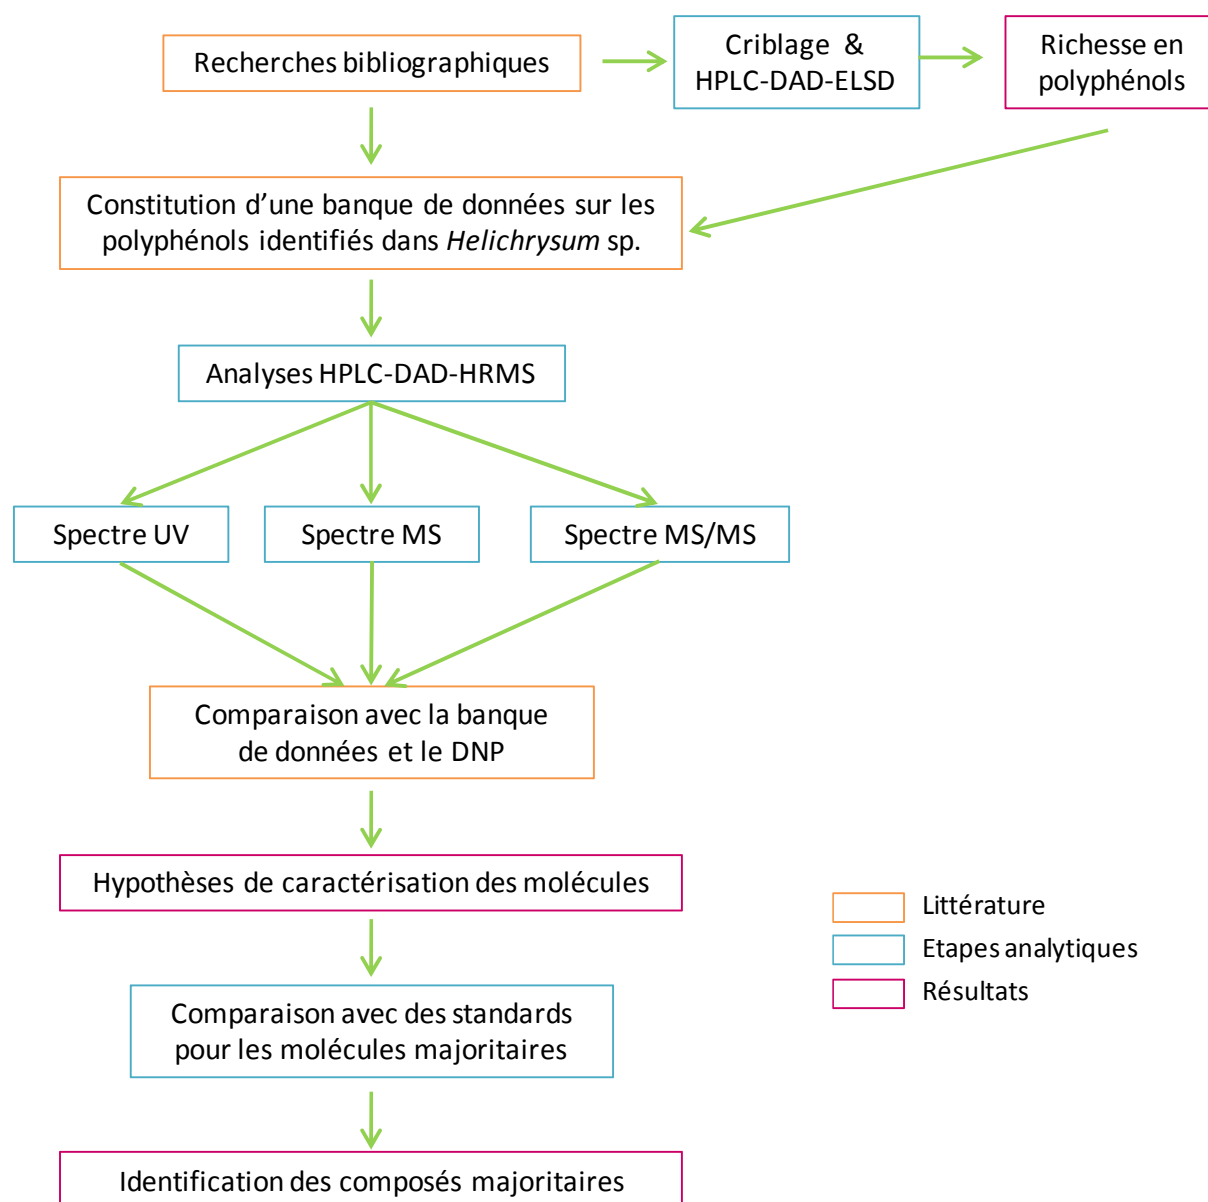 Recherches bibliographiques
Criblage &
HPLC-DAD-ELSD
Richesse en
polyphénols
Constitution d’une banque de données sur les
polyphénols identifiés dans Helichrysum sp.
Analyses HPLC-DAD-HRMS
Spectre UV
Spectre MS
Spectre MS/MS
Comparaison avec la banque
de données et le DNP
Hypothèses de caractérisation des molécules
Littérature
Etapes analytiques
Résultats
Comparaison avec des standards
pour les molécules majoritaires
Identification des composés majoritaires